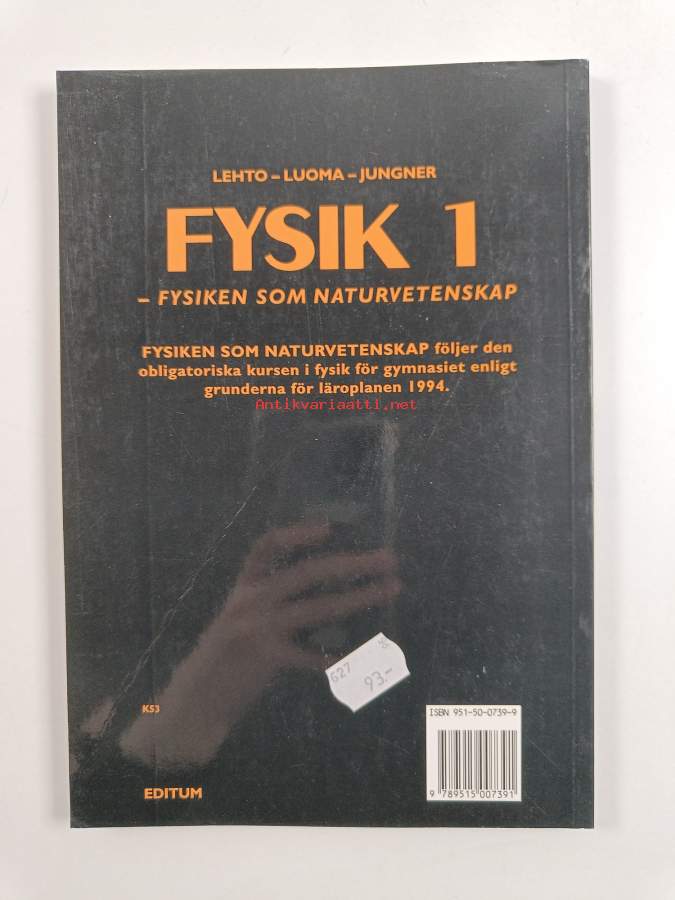 LEHTO – LUOMA – JUNGNER
FYSIK 1
– FYSIKEN SOM NATURVETENSKAP
FYSIKEN SOM NATURVETENSKAP följer den
obligatoriska kursen i fysik för gymnasiet enligt
grunderna för läroplanen 1994.
Antikvariaatti.net
627
93.-
K53
ISBN 951-50-0739-9
EDITUM
9 789515 007391